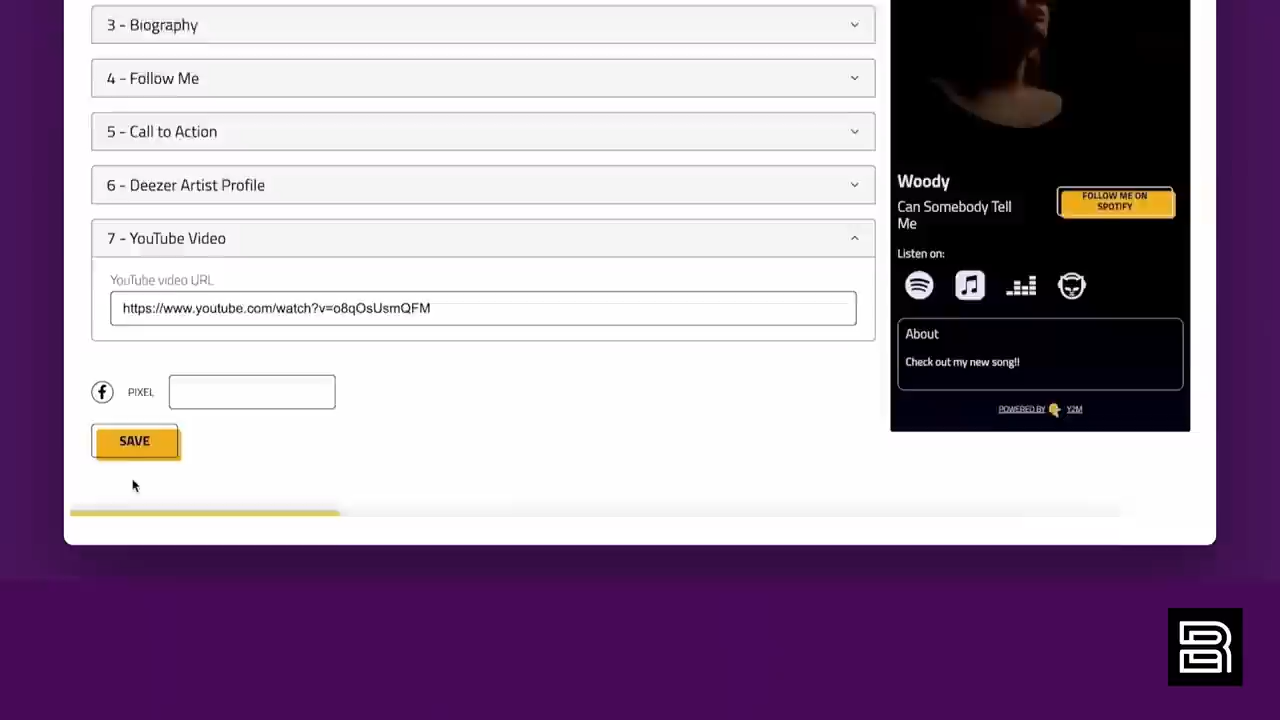 3 - Biography
4 - Follow Me
5 - Call to Action
6 - Deezer Artist Profile
7 - YouTube Video
YouTube video URL
https://www.youtube.com/watch?v=o8qOsUsmQFM
PIXEL
SAVE
Woody
Can Somebody Tell
Me
FOLLOW ME ON
SPOTIFY
Listen on:
About
Check out my new song!!
POWERED BY Y2M